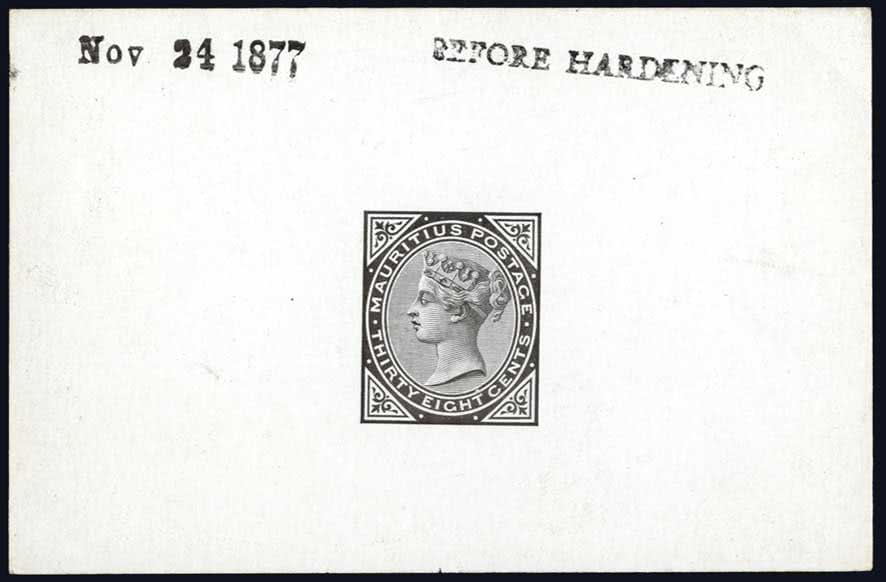 Nov 24 1877
BEFORE HARDENING
·MAURITIUS POSTAGE·
THIRTY EIGHT CENTS